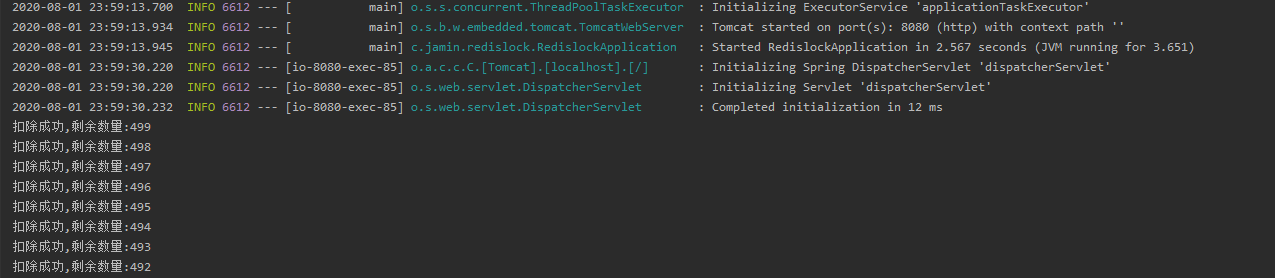 2020-08-01 23:59:13.700  INFO 6612 --- [           main] o.s.s.concurrent.ThreadPoolTaskExecutor  : Initializing ExecutorService 'applicationTaskExecutor'
2020-08-01 23:59:13.934  INFO 6612 --- [           main] o.s.b.w.embedded.tomcat.TomcatWebServer  : Tomcat started on port(s): 8080 (http) with context path ''
2020-08-01 23:59:13.945  INFO 6612 --- [           main] c.jamin.redislock.RedislockApplication   : Started RedislockApplication in 2.567 seconds (JVM running for 3.651)
2020-08-01 23:59:30.220  INFO 6612 --- [io-8080-exec-85] o.a.c.c.C.[Tomcat].[localhost].[/]       : Initializing Spring DispatcherServlet 'dispatcherServlet'
2020-08-01 23:59:30.220  INFO 6612 --- [io-8080-exec-85] o.s.web.servlet.DispatcherServlet        : Initializing Servlet 'dispatcherServlet'
2020-08-01 23:59:30.232  INFO 6612 --- [io-8080-exec-85] o.s.web.servlet.DispatcherServlet        : Completed initialization in 12 ms
扣除成功,剩余数量:499
扣除成功,剩余数量:498
扣除成功,剩余数量:497
扣除成功,剩余数量:496
扣除成功,剩余数量:495
扣除成功,剩余数量:494
扣除成功,剩余数量:493
扣除成功,剩余数量:492